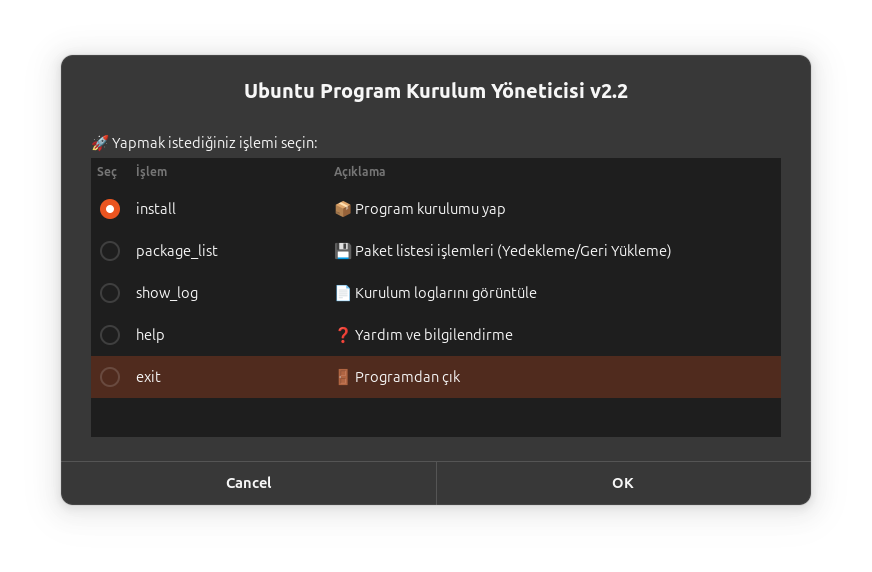 Ubuntu Program Kurulum Yöneticisi v2.2
🚀 Yapmak istediğiniz işlemi seçin:
Seç İşlem Açıklama
install 📦 Program kurulumu yap
package_list 💾 Paket listesi işlemleri (Yedekleme/Geri Yükleme)
show_log 📄 Kurulum loglarını görüntüle
help ❓ Yardım ve bilgilendirme
exit 🚪 Programdan çık
Cancel OK